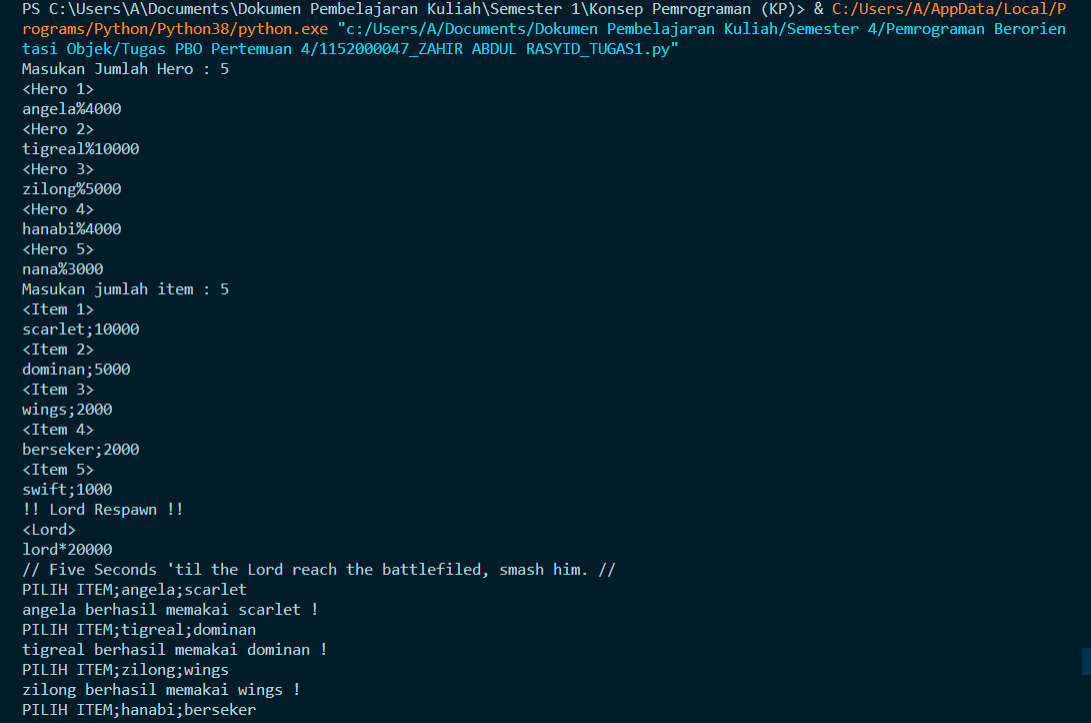 PS C:\Users\A\Documents\Dokumen Pembelajaran Kuliah\Semester 1\Konsep Pemrograman (KP)> & C:/Users/A/AppData/Local/P
rograms/Python/Python38/python.exe "c:/Users/A/Documents/Dokumen Pembelajaran Kuliah/Semester 4/Pemrograman Berorien
tasi Objek/Tugas PBO Pertemuan 4/1152000047_ZAHIR ABDUL RASYID_TUGAS1.py"
Masukan Jumlah Hero : 5
<Hero 1>
angela%4000
<Hero 2>
tigreal%10000
<Hero 3>
zilong%5000
<Hero 4>
hanabi%4000
<Hero 5>
nana%3000
Masukan jumlah item : 5
<Item 1>
scarlet;10000
<Item 2>
dominan;5000
<Item 3>
wings;2000
<Item 4>
berseker;2000
<Item 5>
swift;1000
!! Lord Respawn !!
<Lord>
lord*20000
// Five Seconds 'til the Lord reach the battlefiled, smash him. //
PILIH ITEM;angela;scarlet
angela berhasil memakai scarlet !
PILIH ITEM;tigreal;dominan
tigreal berhasil memakai dominan !
PILIH ITEM;zilong;wings
zilong berhasil memakai wings !
PILIH ITEM;hanabi;berseker